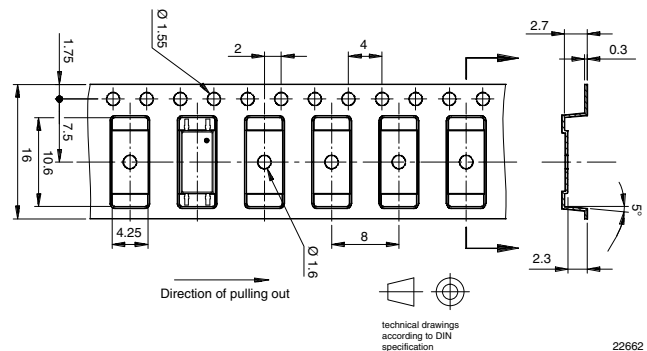 2.7
1.75
Ø 1.55
2
4
0.3
7.5
16
10.6
5°
4.25
Ø 1.6
8
2.3
Direction of pulling out
technical drawings
according to DIN
specification
22662